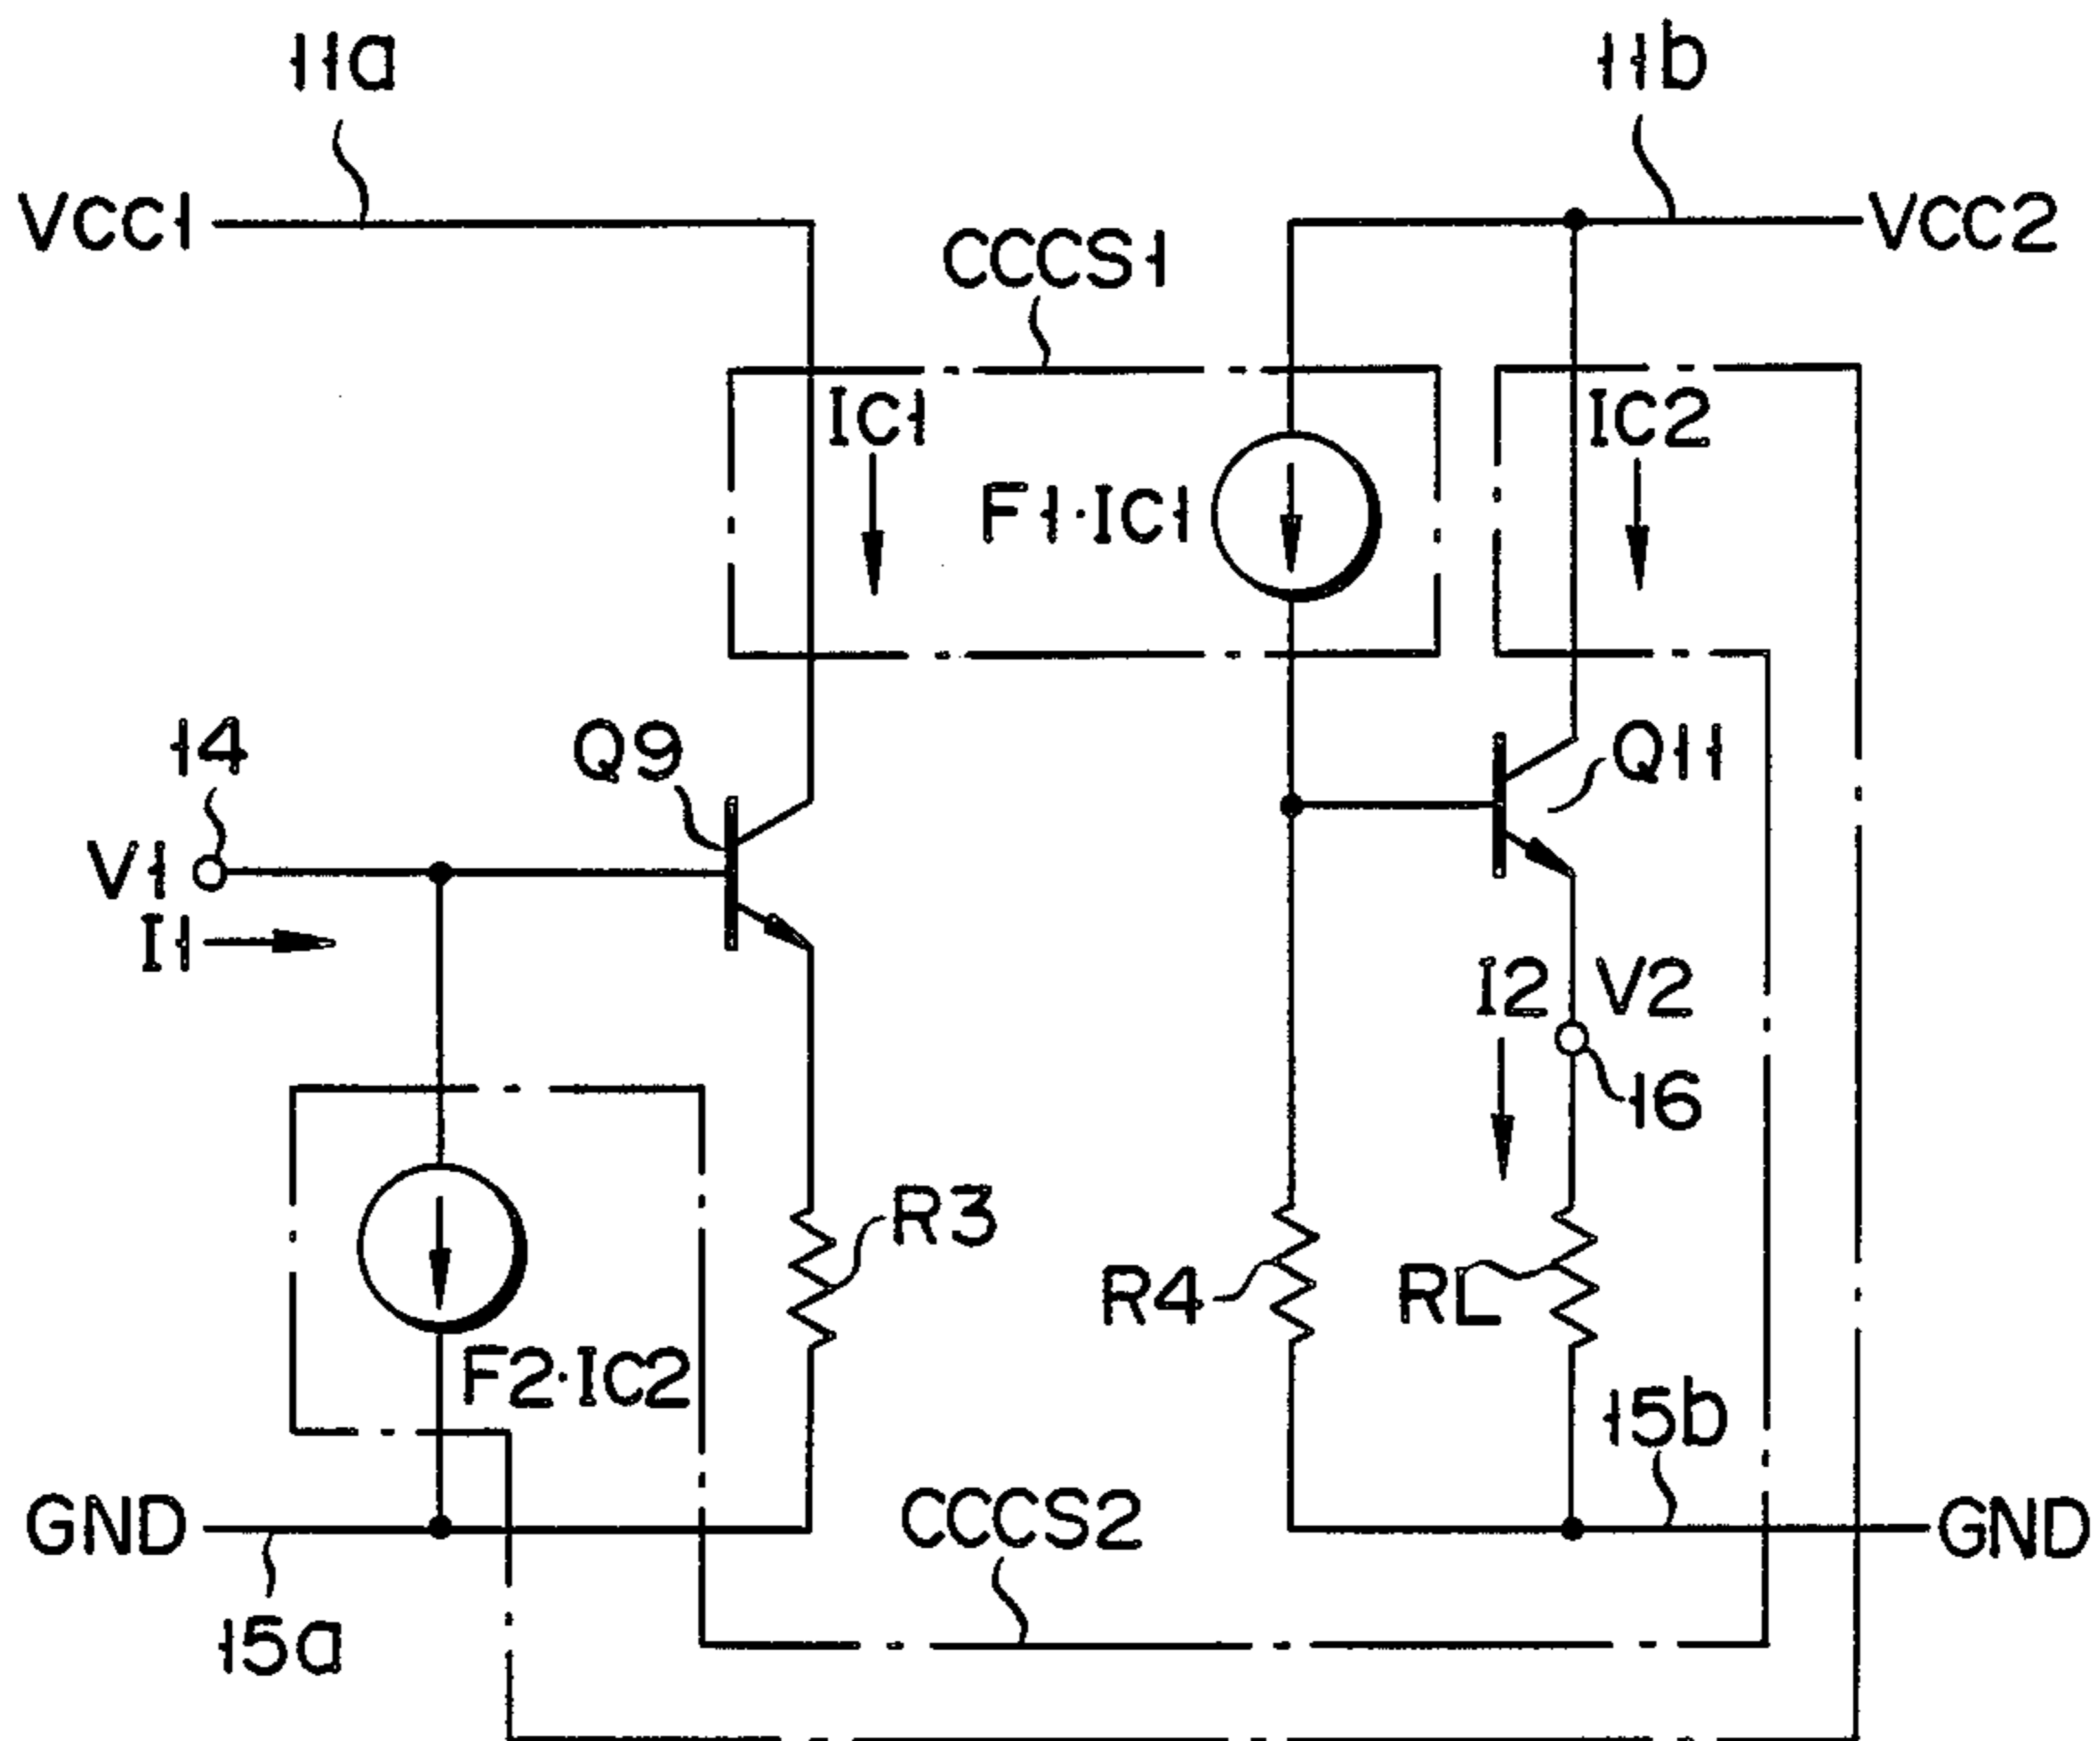 11a
11b
VCC1
VCC2
CCCS1
IC1
F1·IC1
IC2
14
Q9
Q11
V1
I1
I2
V2
16
R3
R4
RL
F2·IC2
15b
GND
CCCS2
GND
15a